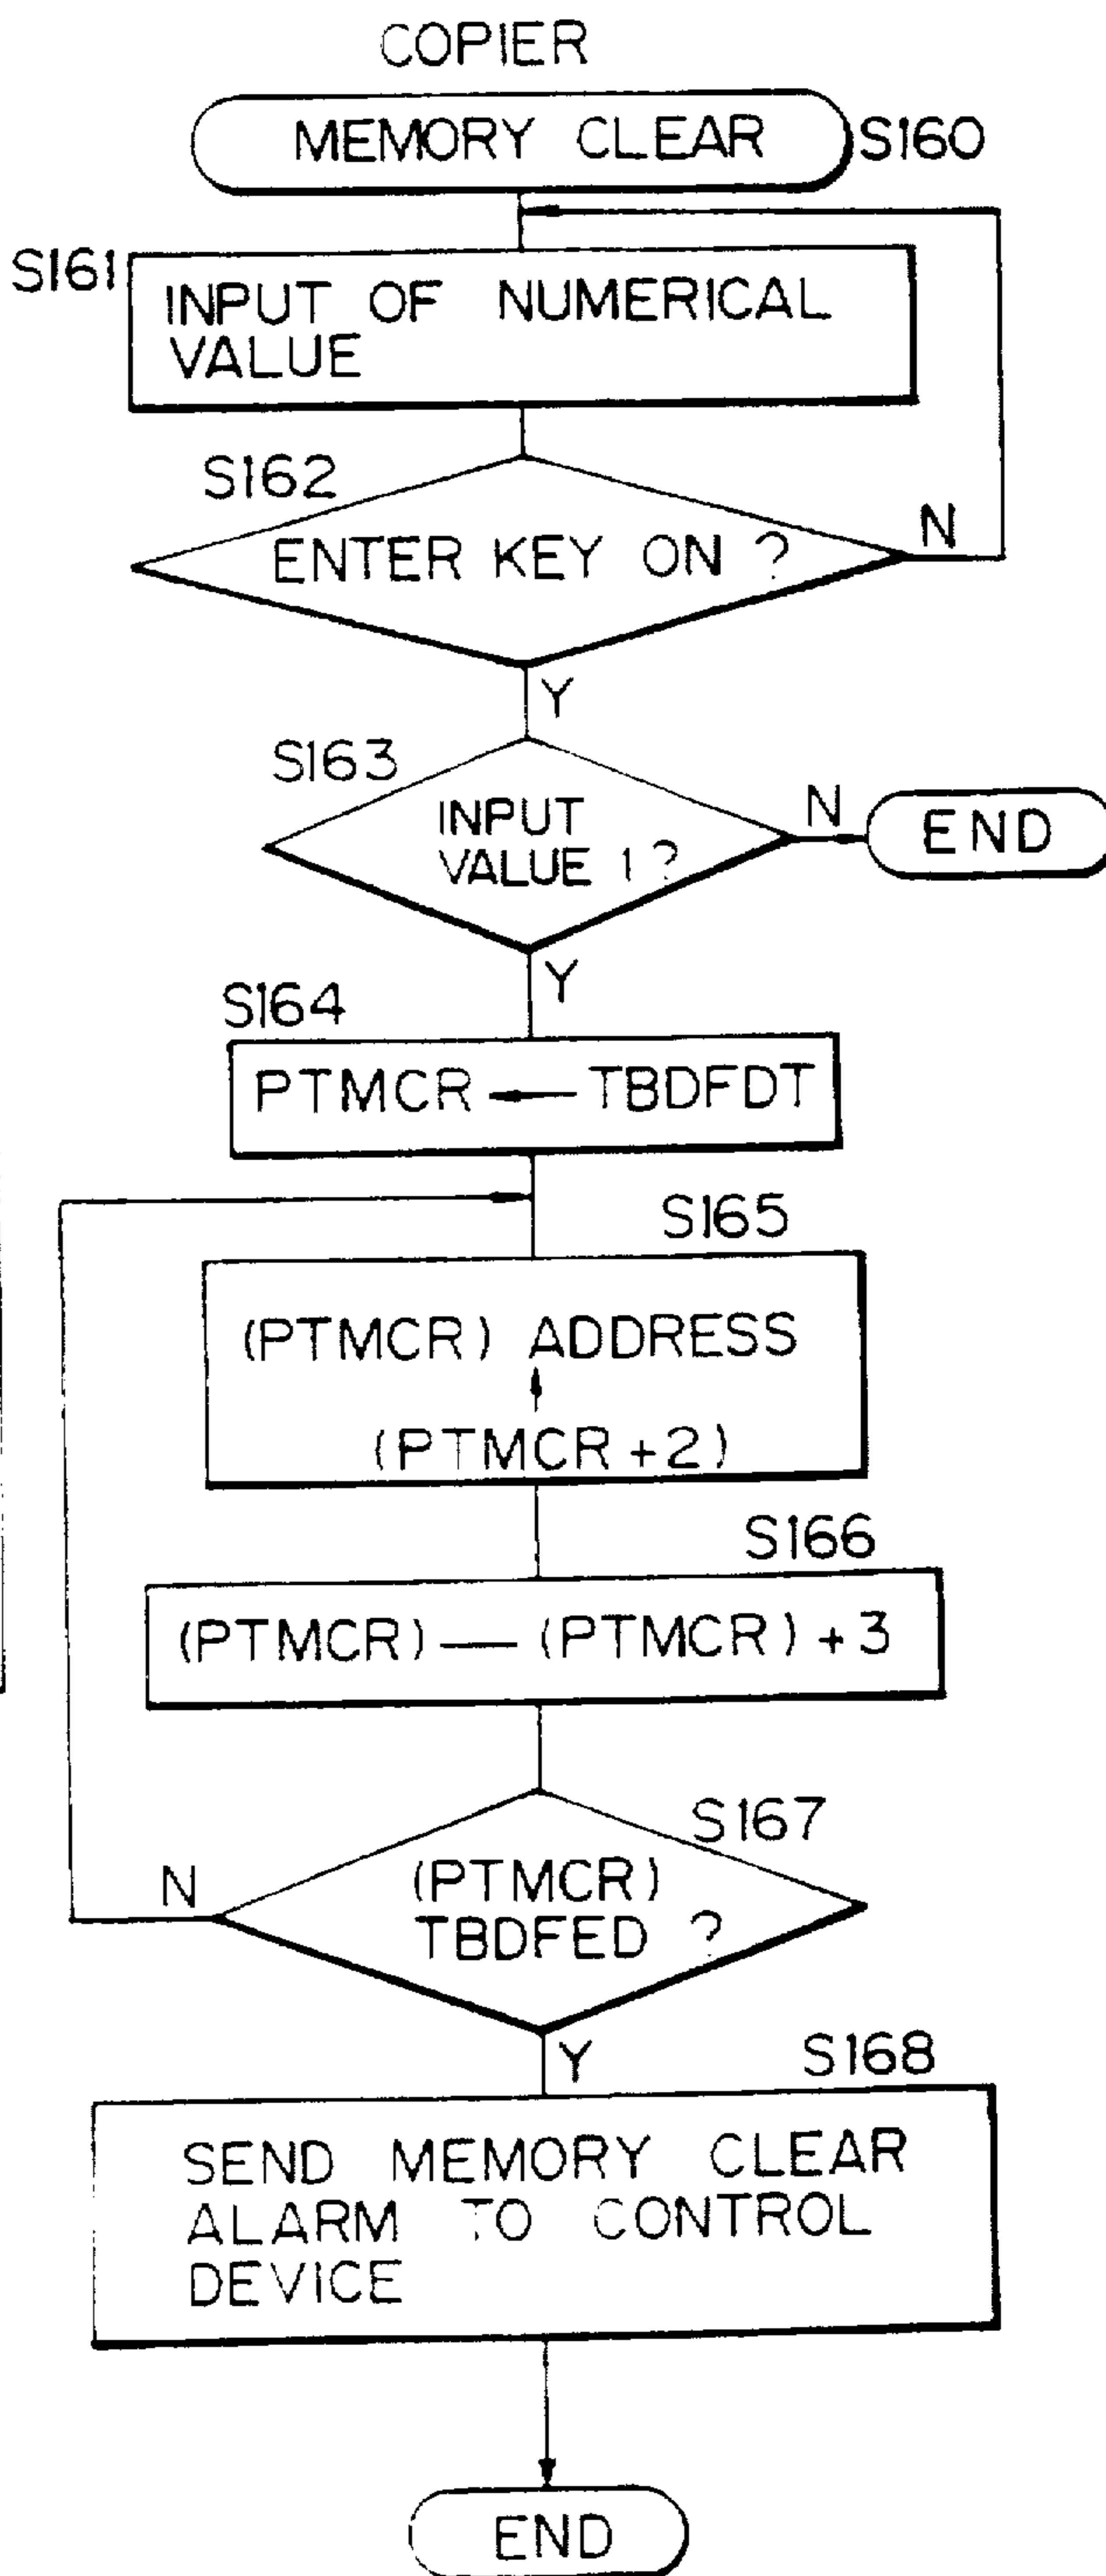 COPIER
MEMORY CLEAR
S160
S161
INPUT OF NUMERICAL
VALUE
S162
ENTER KEY ON ?
N
Y
S163
INPUT
VALUE 1 ?
N
END
Y
S164
PTMCR ← TBDFDT
S165
(PTMCR) ADDRESS
↑
(PTMCR +2)
S166
(PTMCR) — (PTMCR) + 3
S167
(PTMCR)
TBDFED ?
N
Y
S168
SEND MEMORY CLEAR
ALARM TO CONTROL
DEVICE
END